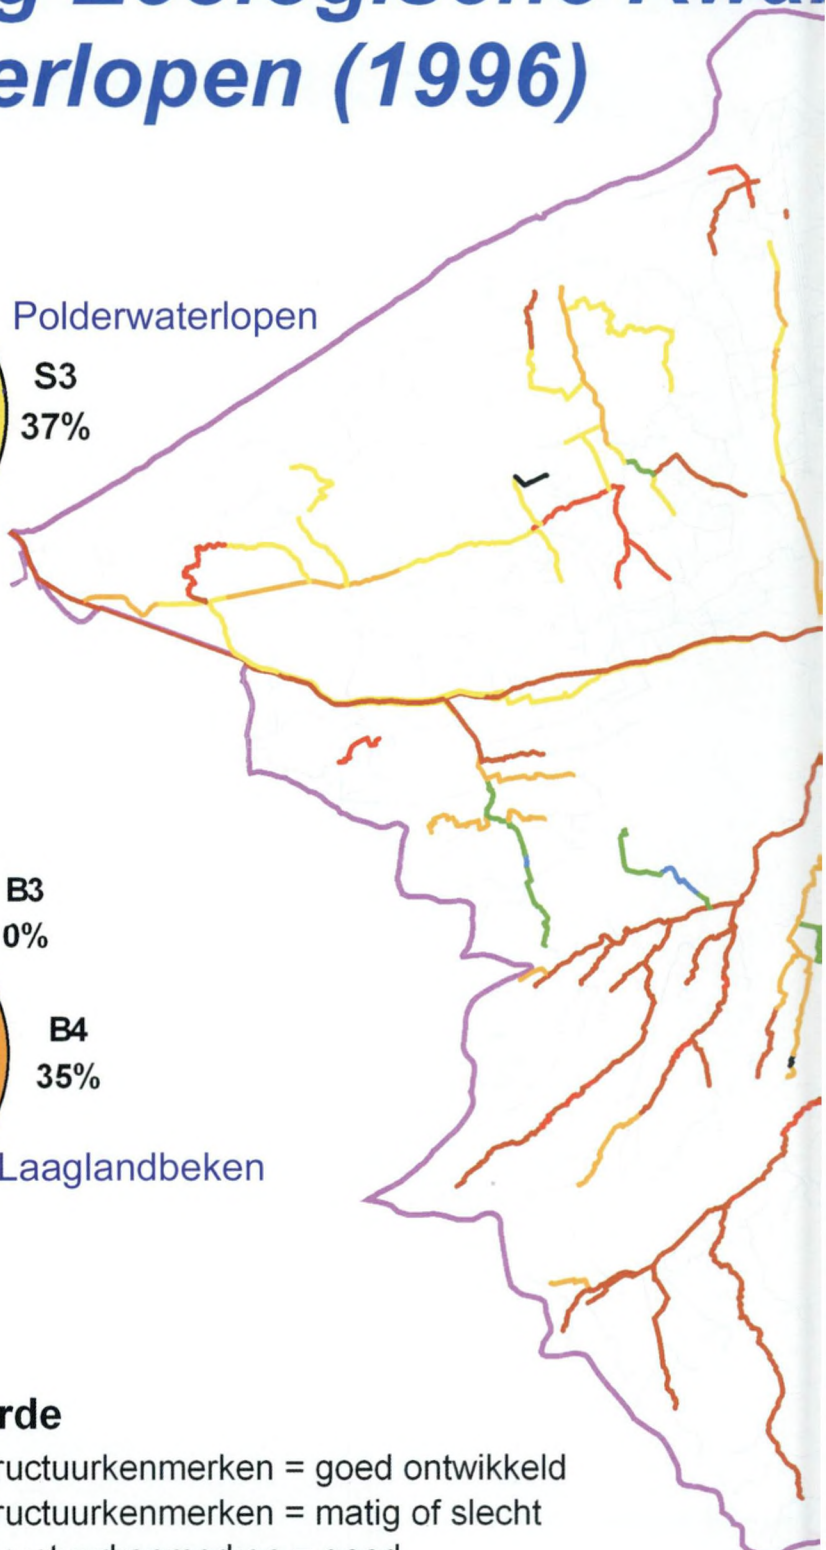 erlopen (1996)
Polderwaterlopen
S3
37%
B3
0%
B4
35%
Laaglandbeken
rde
ructuurkenmerken = goed ontwikkeld
ructuurkenmerken = matig of slecht